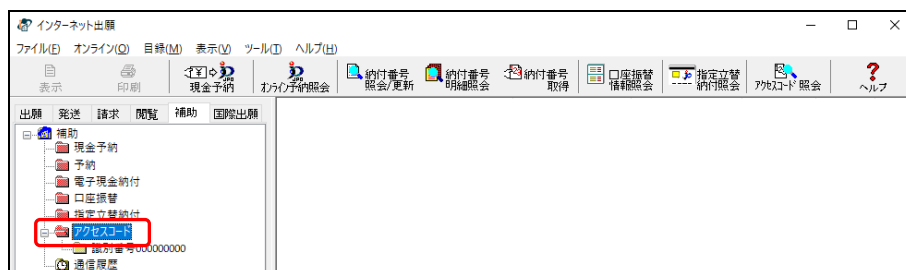 インターネット出願
ファイル(F) オンライン(O) 目録(M) 表示(V) ツール(T) ヘルプ(H)
表示 印刷 現金予納 オンライン予納照会 納付番号照会/更新 納付番号明細照会 納付番号取得 口座振替情報照会 指定立替納付照会 アクセスコード照会 ヘルプ
出願 発送 請求 閲覧 補助 国際出願
補助
現金予納
予納
電子現金納付
口座振替
指定立替納付
アクセスコード
識別番号000000000
通信履歴